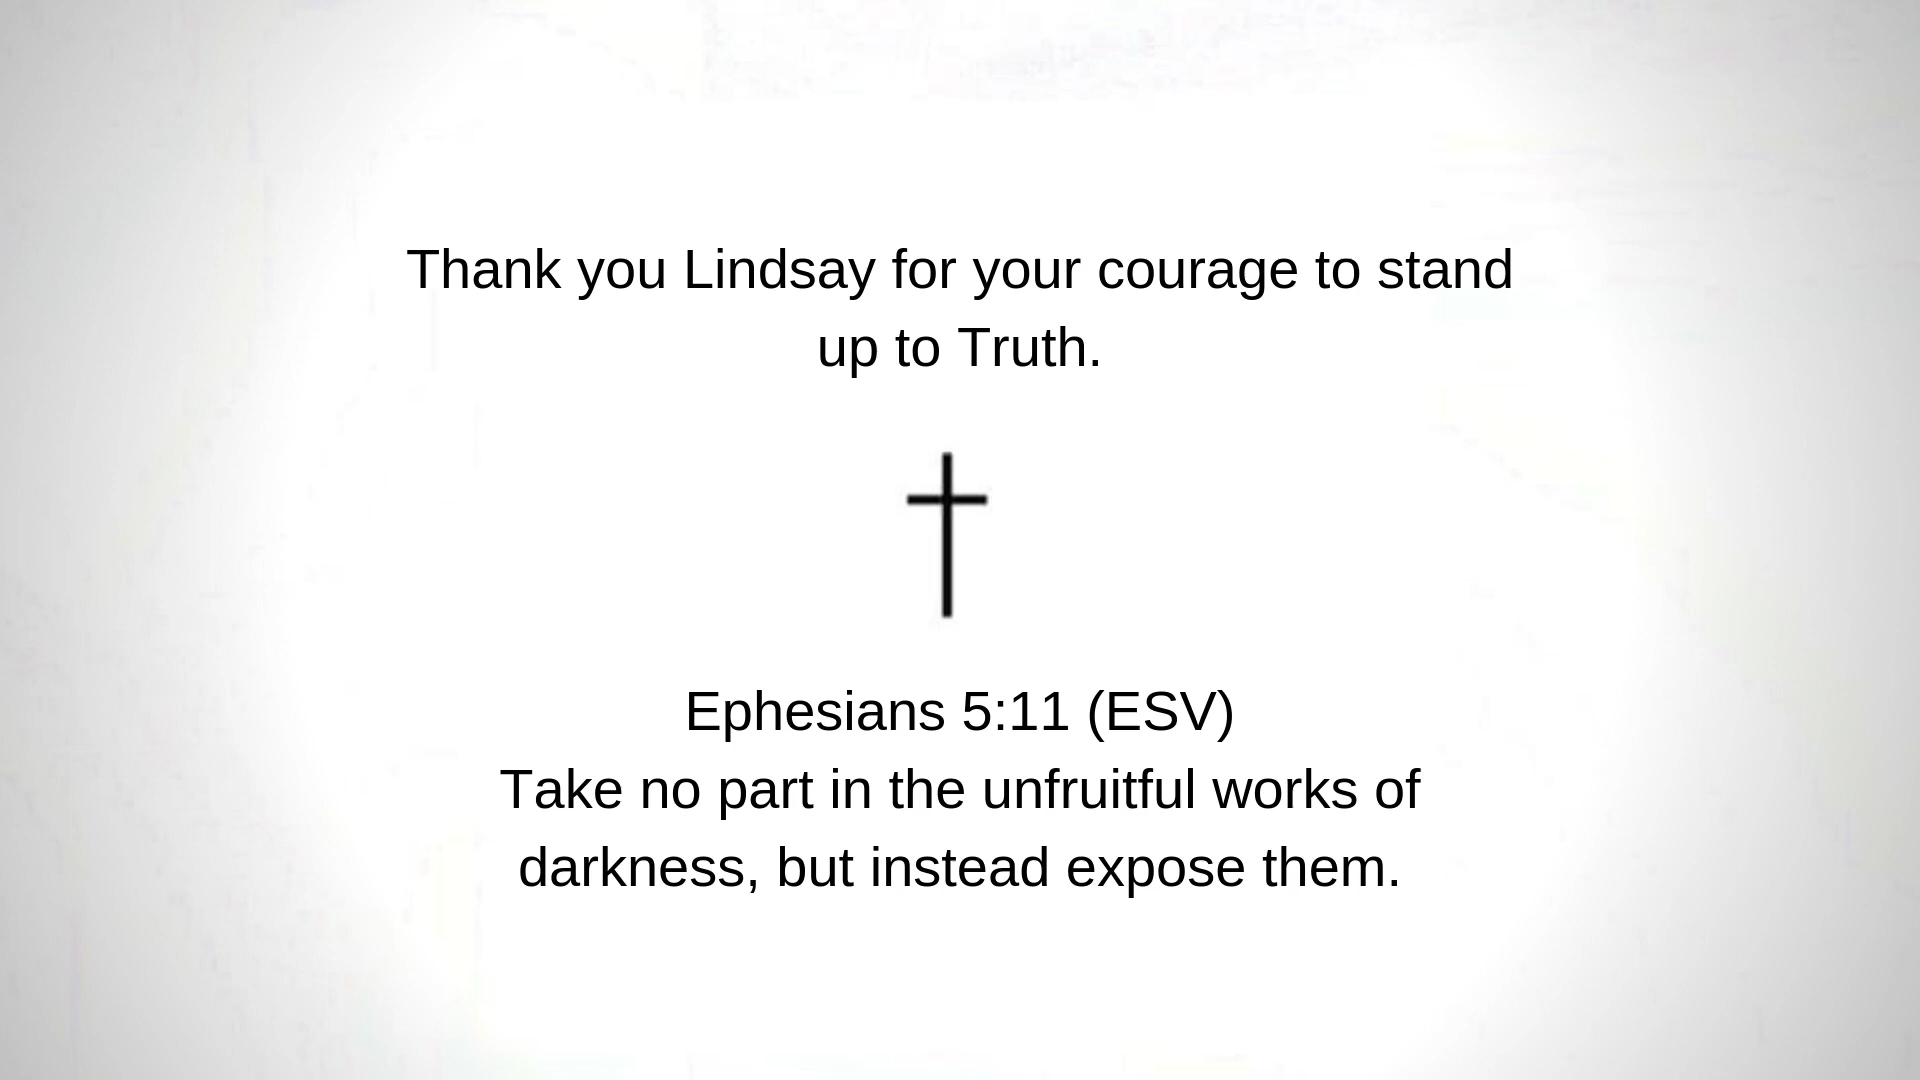 Thank you Lindsay for your courage to stand
up to Truth.
Ephesians 5:11 (ESV)
Take no part in the unfruitful works of
darkness, but instead expose them.